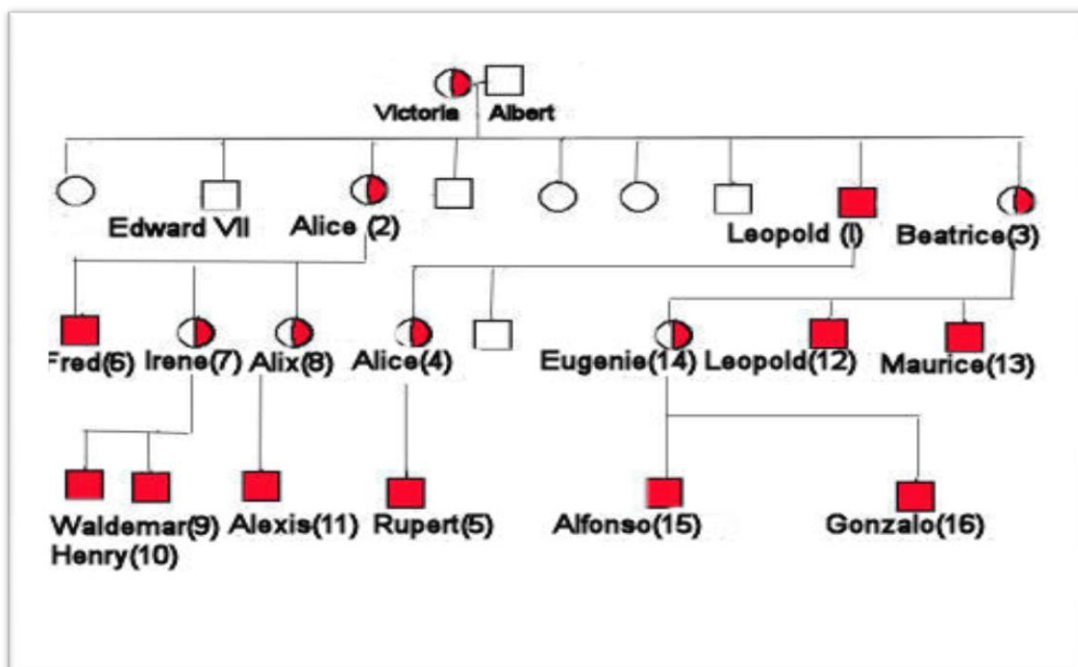 Victoria Albert
Edward VII Alice (2) Leopold (I) Beatrice(3)
Fred(6) Irene(7) Alix(8) Alice(4) Eugenie(14) Leopold(12) Maurice(13)
Waldemar(9) Alexis(11) Rupert(5) Alfonso(15) Gonzalo(16)
Henry(10)